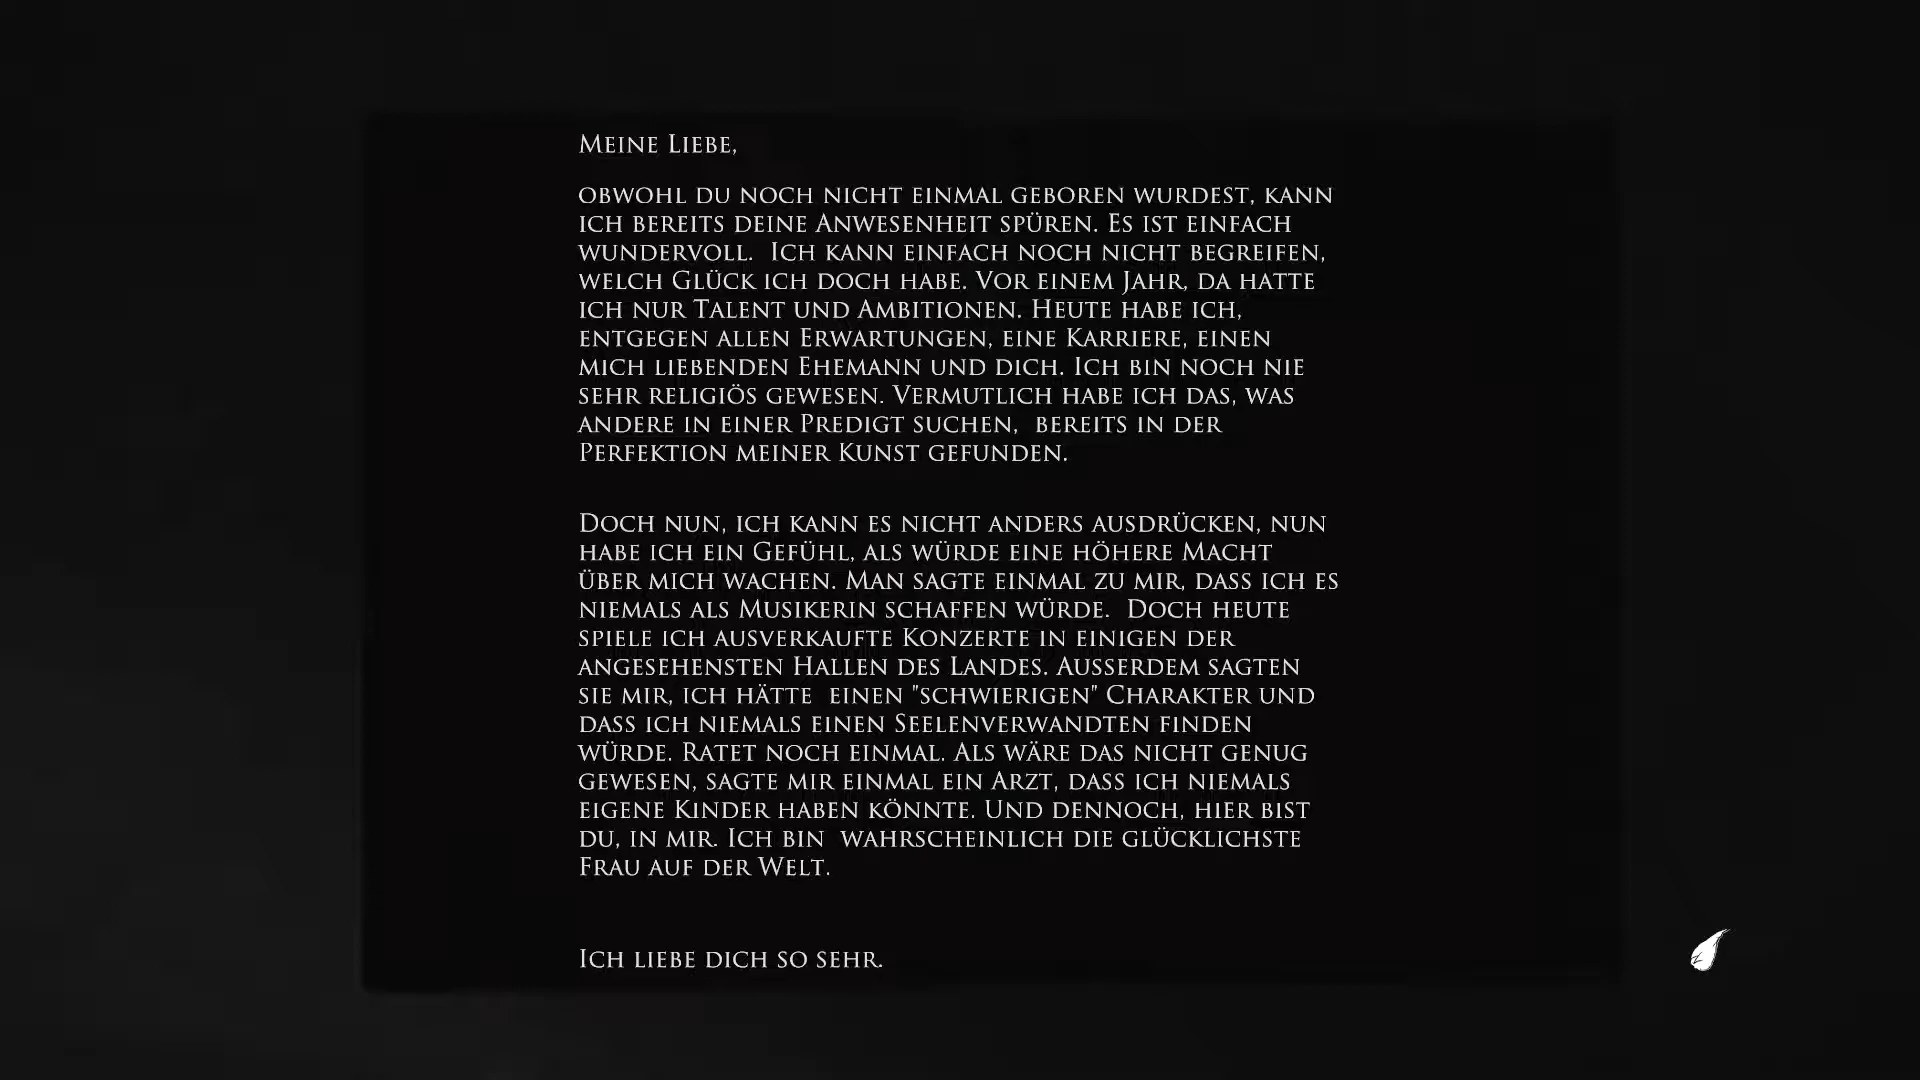 Meine Liebe,
obwohl du noch nicht einmal geboren wurdest, kann
ich bereits deine Anwesenheit spüren. Es ist einfach
wundervoll. Ich kann einfach noch nicht begreifen,
welch Glück ich doch habe. Vor einem Jahr, da hatte
ich nur Talent und Ambitionen. Heute habe ich,
entgegen allen Erwartungen, eine Karriere, einen
mich liebenden Ehemann und dich. Ich bin noch nie
sehr religiös gewesen. Vermutlich habe ich das, was
andere in einer Predigt suchen, bereits in der
Perfektion meiner Kunst gefunden.
Doch nun, ich kann es nicht anders ausdrücken, nun
habe ich ein Gefühl, als würde eine höhere Macht
über mich wachen. Man sagte einmal zu mir, dass ich es
niemals als Musikerin schaffen würde. Doch heute
spiele ich ausverkaufte Konzerte in einigen der
angesehensten Hallen des Landes. Ausserdem sagten
sie mir, ich hätte einen "schwierigen" Charakter und
dass ich niemals einen Seelenverwandten finden
würde. Ratet noch einmal. Als wäre das nicht genug
gewesen, sagte mir einmal ein Arzt, dass ich niemals
eigene Kinder haben könnte. Und dennoch, hier bist
du, in mir. Ich bin wahrscheinlich die glücklichste
Frau auf der Welt.
Ich liebe dich so sehr.